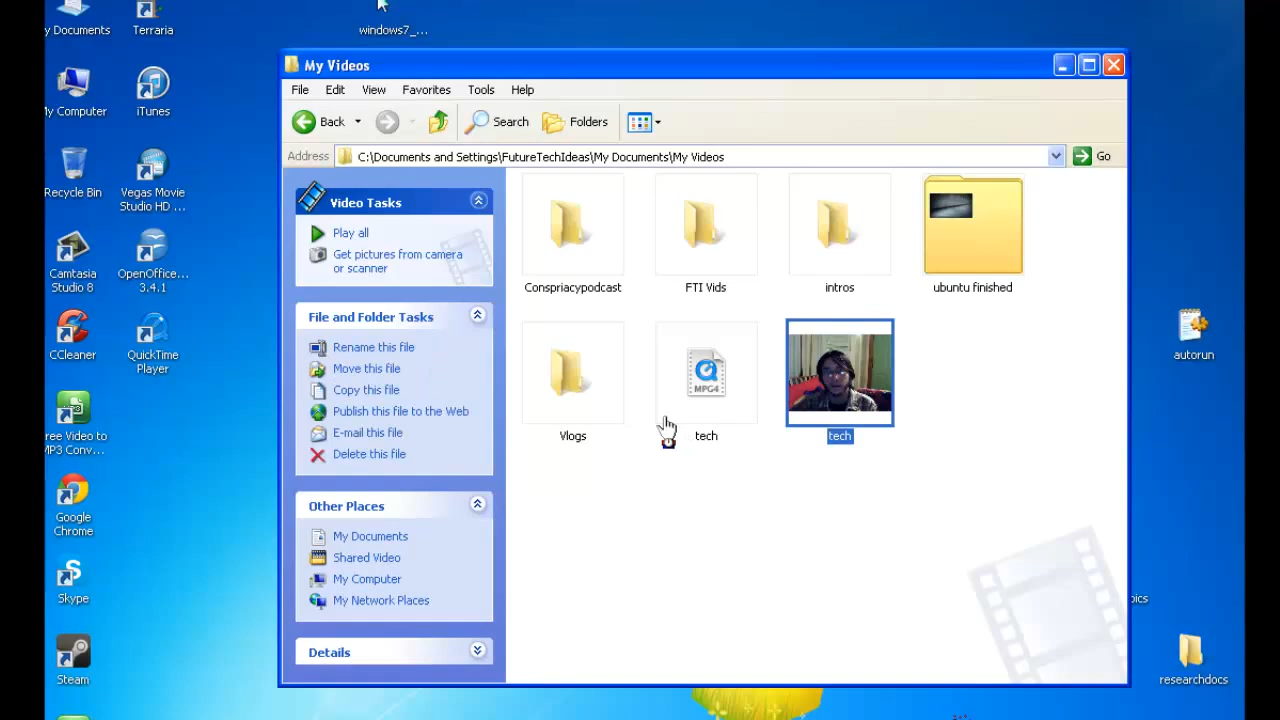 y Documents
Terraria
windows7_...
My Computer
iTunes
Recycle Bin
Vegas Movie
Studio HD ...
Camtasia
Studio 8
OpenOffice...
3.4.1
CCleaner
QuickTime
Player
ree Video to
MP3 Conv...
Google
Chrome
Skype
Steam
My Videos
File Edit View Favorites Tools Help
Back Search Folders
Address C:\Documents and Settings\FutureTechIdeas\My Documents\My Videos Go
Video Tasks
Play all
Get pictures from camera
or scanner
File and Folder Tasks
Rename this file
Move this file
Copy this file
Publish this file to the Web
E-mail this file
Delete this file
Other Places
My Documents
Shared Video
My Computer
My Network Places
Details
Conspriacypodcast
FTI Vids
intros
ubuntu finished
Vlogs
MPG4
tech
tech
autorun
pics
researchdocs